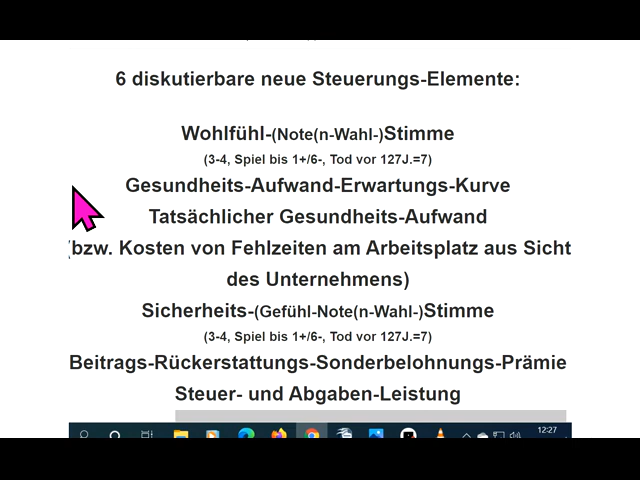 6 diskutierbare neue Steuerungs-Elemente:
Wohlfühl-(Note(n-Wahl-)Stimme
(3-4, Spiel bis 1+/6-, Tod vor 127J.=7)
Gesundheits-Aufwand-Erwartungs-Kurve
Tatsächlicher Gesundheits-Aufwand
(bzw. Kosten von Fehlzeiten am Arbeitsplatz aus Sicht
des Unternehmens)
Sicherheits-(Gefühl-Note(n-Wahl-)Stimme
(3-4, Spiel bis 1+/6-, Tod vor 127J.=7)
Beitrags-Rückerstattungs-Sonderbelohnungs-Prämie
Steuer- und Abgaben-Leistung
12:27